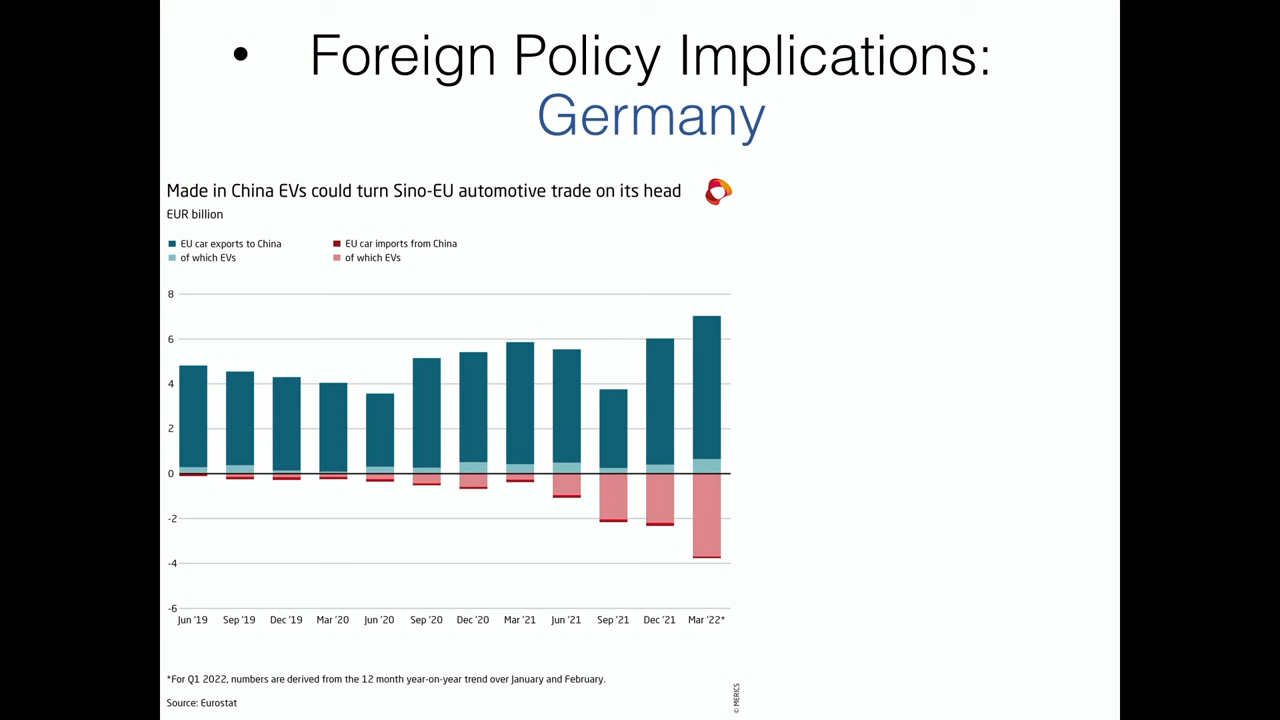 • Foreign Policy Implications:
Germany
Made in China EVs could turn Sino-EU automotive trade on its head
EUR billion
EU car exports to China
of which EVs
EU car imports from China
of which EVs
8
6
4
2
0
-2
-4
-6
Jun '19 Sep '19 Dec '19 Mar '20 Jun '20 Sep '20 Dec '20 Mar '21 Jun '21 Sep '21 Dec '21 Mar '22*
*For Q1 2022, numbers are derived from the 12 month year-on-year trend over January and February.
Source: Eurostat
© MERICS